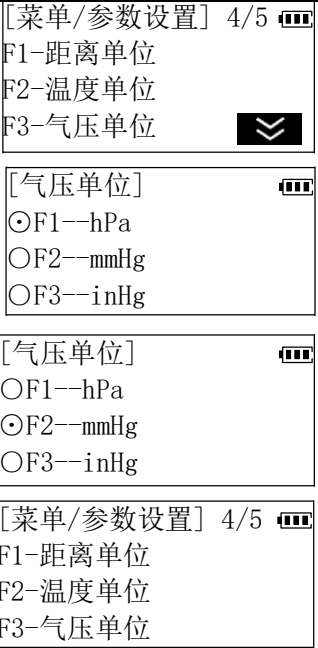 [菜单/参数设置] 4/5
F1-距离单位
F2-温度单位
F3-气压单位
[气压单位]
⊙F1--hPa
○F2--mmHg
○F3--inHg
[气压单位]
○F1--hPa
⊙F2--mmHg
○F3--inHg
[菜单/参数设置] 4/5
F1-距离单位
F2-温度单位
F3-气压单位